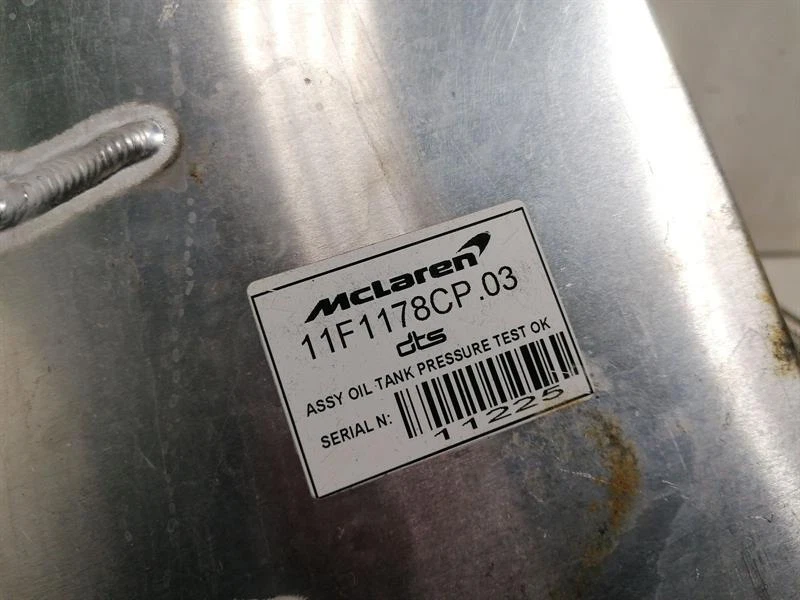 McLaren
11F1178CP.03
dts
ASSY OIL TANK PRESSURE TEST OK
SERIAL N:
11225